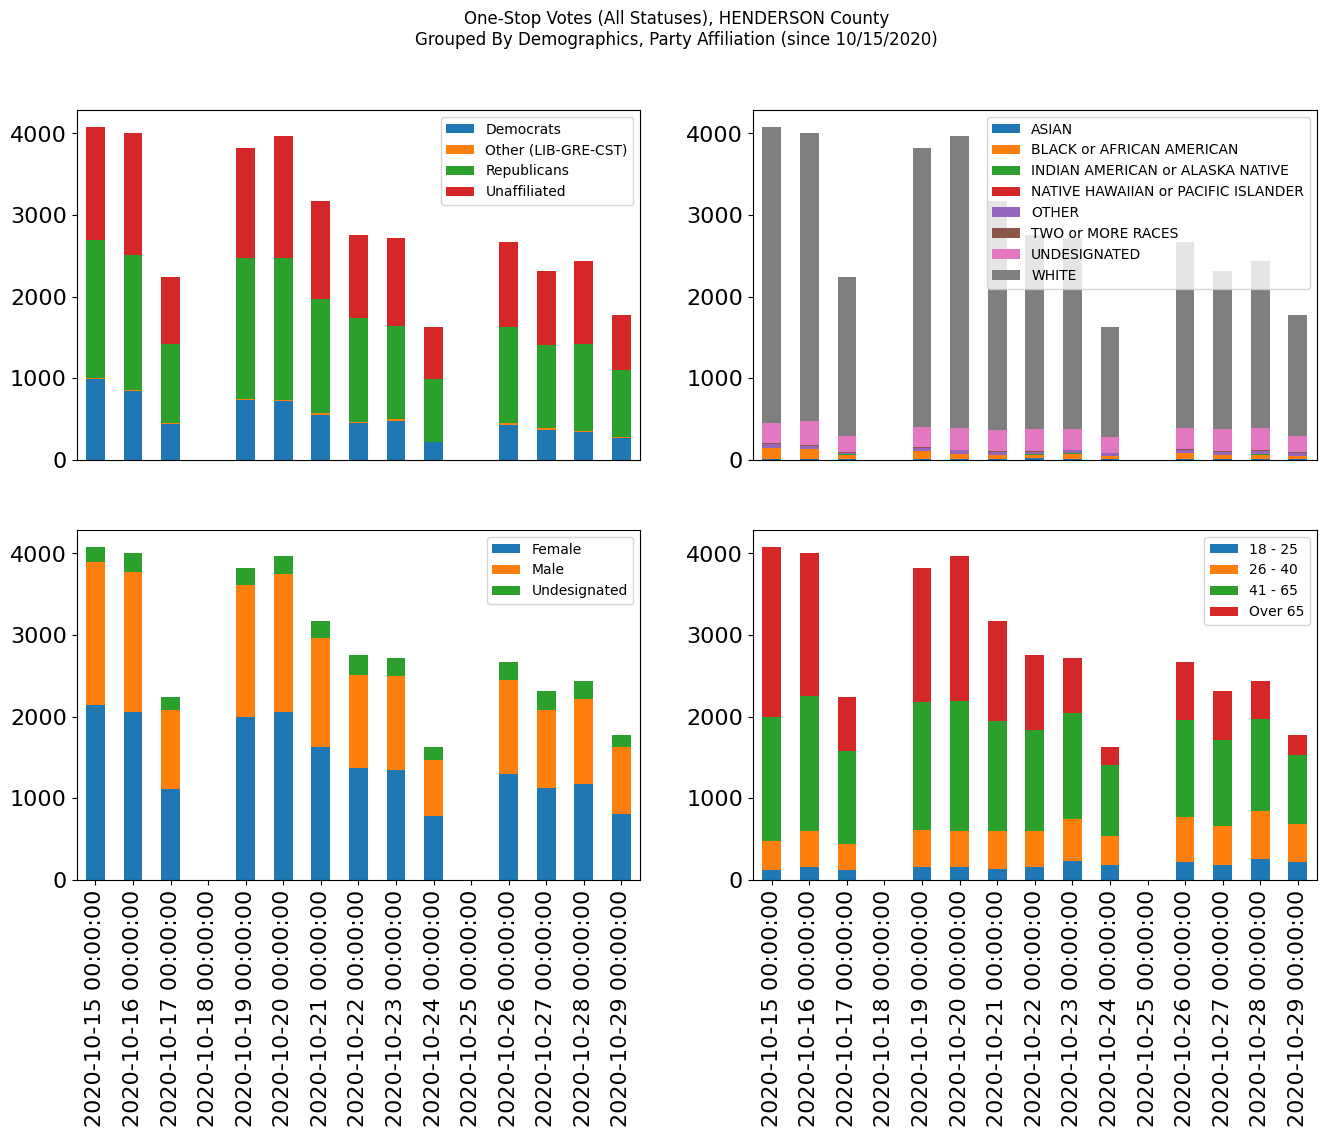 One-Stop Votes (All Statuses), HENDERSON County
Grouped By Demographics, Party Affiliation (since 10/15/2020)
4000
3000
2000
1000
0
Democrats
Other (LIB-GRE-CST)
Republicans
Unaffiliated
4000
3000
2000
1000
0
ASIAN
BLACK or AFRICAN AMERICAN
INDIAN AMERICAN or ALASKA NATIVE
NATIVE HAWAIIAN or PACIFIC ISLANDER
OTHER
TWO or MORE RACES
UNDESIGNATED
WHITE
4000
3000
2000
1000
0
Female
Male
Undesignated
2020-10-15 00:00:00
2020-10-16 00:00:00
2020-10-17 00:00:00
2020-10-18 00:00:00
2020-10-19 00:00:00
2020-10-20 00:00:00
2020-10-21 00:00:00
2020-10-22 00:00:00
2020-10-23 00:00:00
2020-10-24 00:00:00
2020-10-25 00:00:00
2020-10-26 00:00:00
2020-10-27 00:00:00
2020-10-28 00:00:00
2020-10-29 00:00:00
4000
3000
2000
1000
0
18 - 25
26 - 40
41 - 65
Over 65
2020-10-15 00:00:00
2020-10-16 00:00:00
2020-10-17 00:00:00
2020-10-18 00:00:00
2020-10-19 00:00:00
2020-10-20 00:00:00
2020-10-21 00:00:00
2020-10-22 00:00:00
2020-10-23 00:00:00
2020-10-24 00:00:00
2020-10-25 00:00:00
2020-10-26 00:00:00
2020-10-27 00:00:00
2020-10-28 00:00:00
2020-10-29 00:00:00